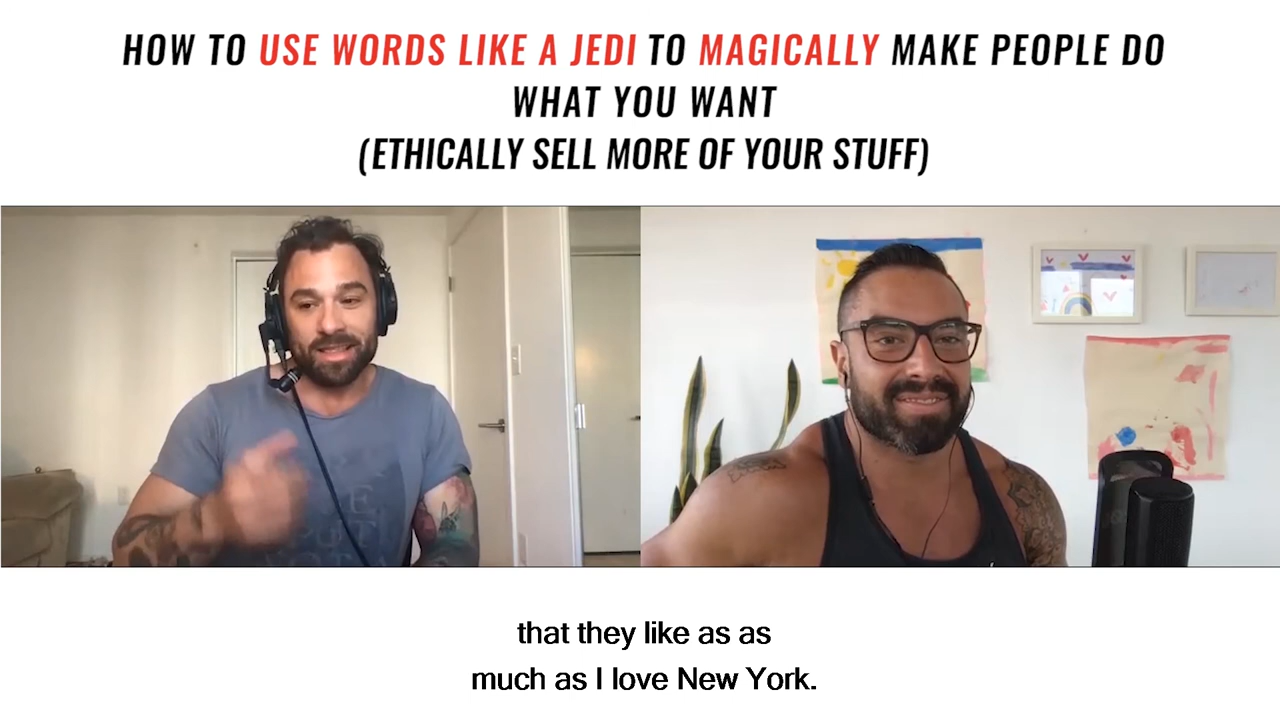 HOW TO USE WORDS LIKE A JEDI TO MAGICALLY MAKE PEOPLE DO
WHAT YOU WANT
(ETHICALLY SELL MORE OF YOUR STUFF)
that they like as as
much as I love New York.